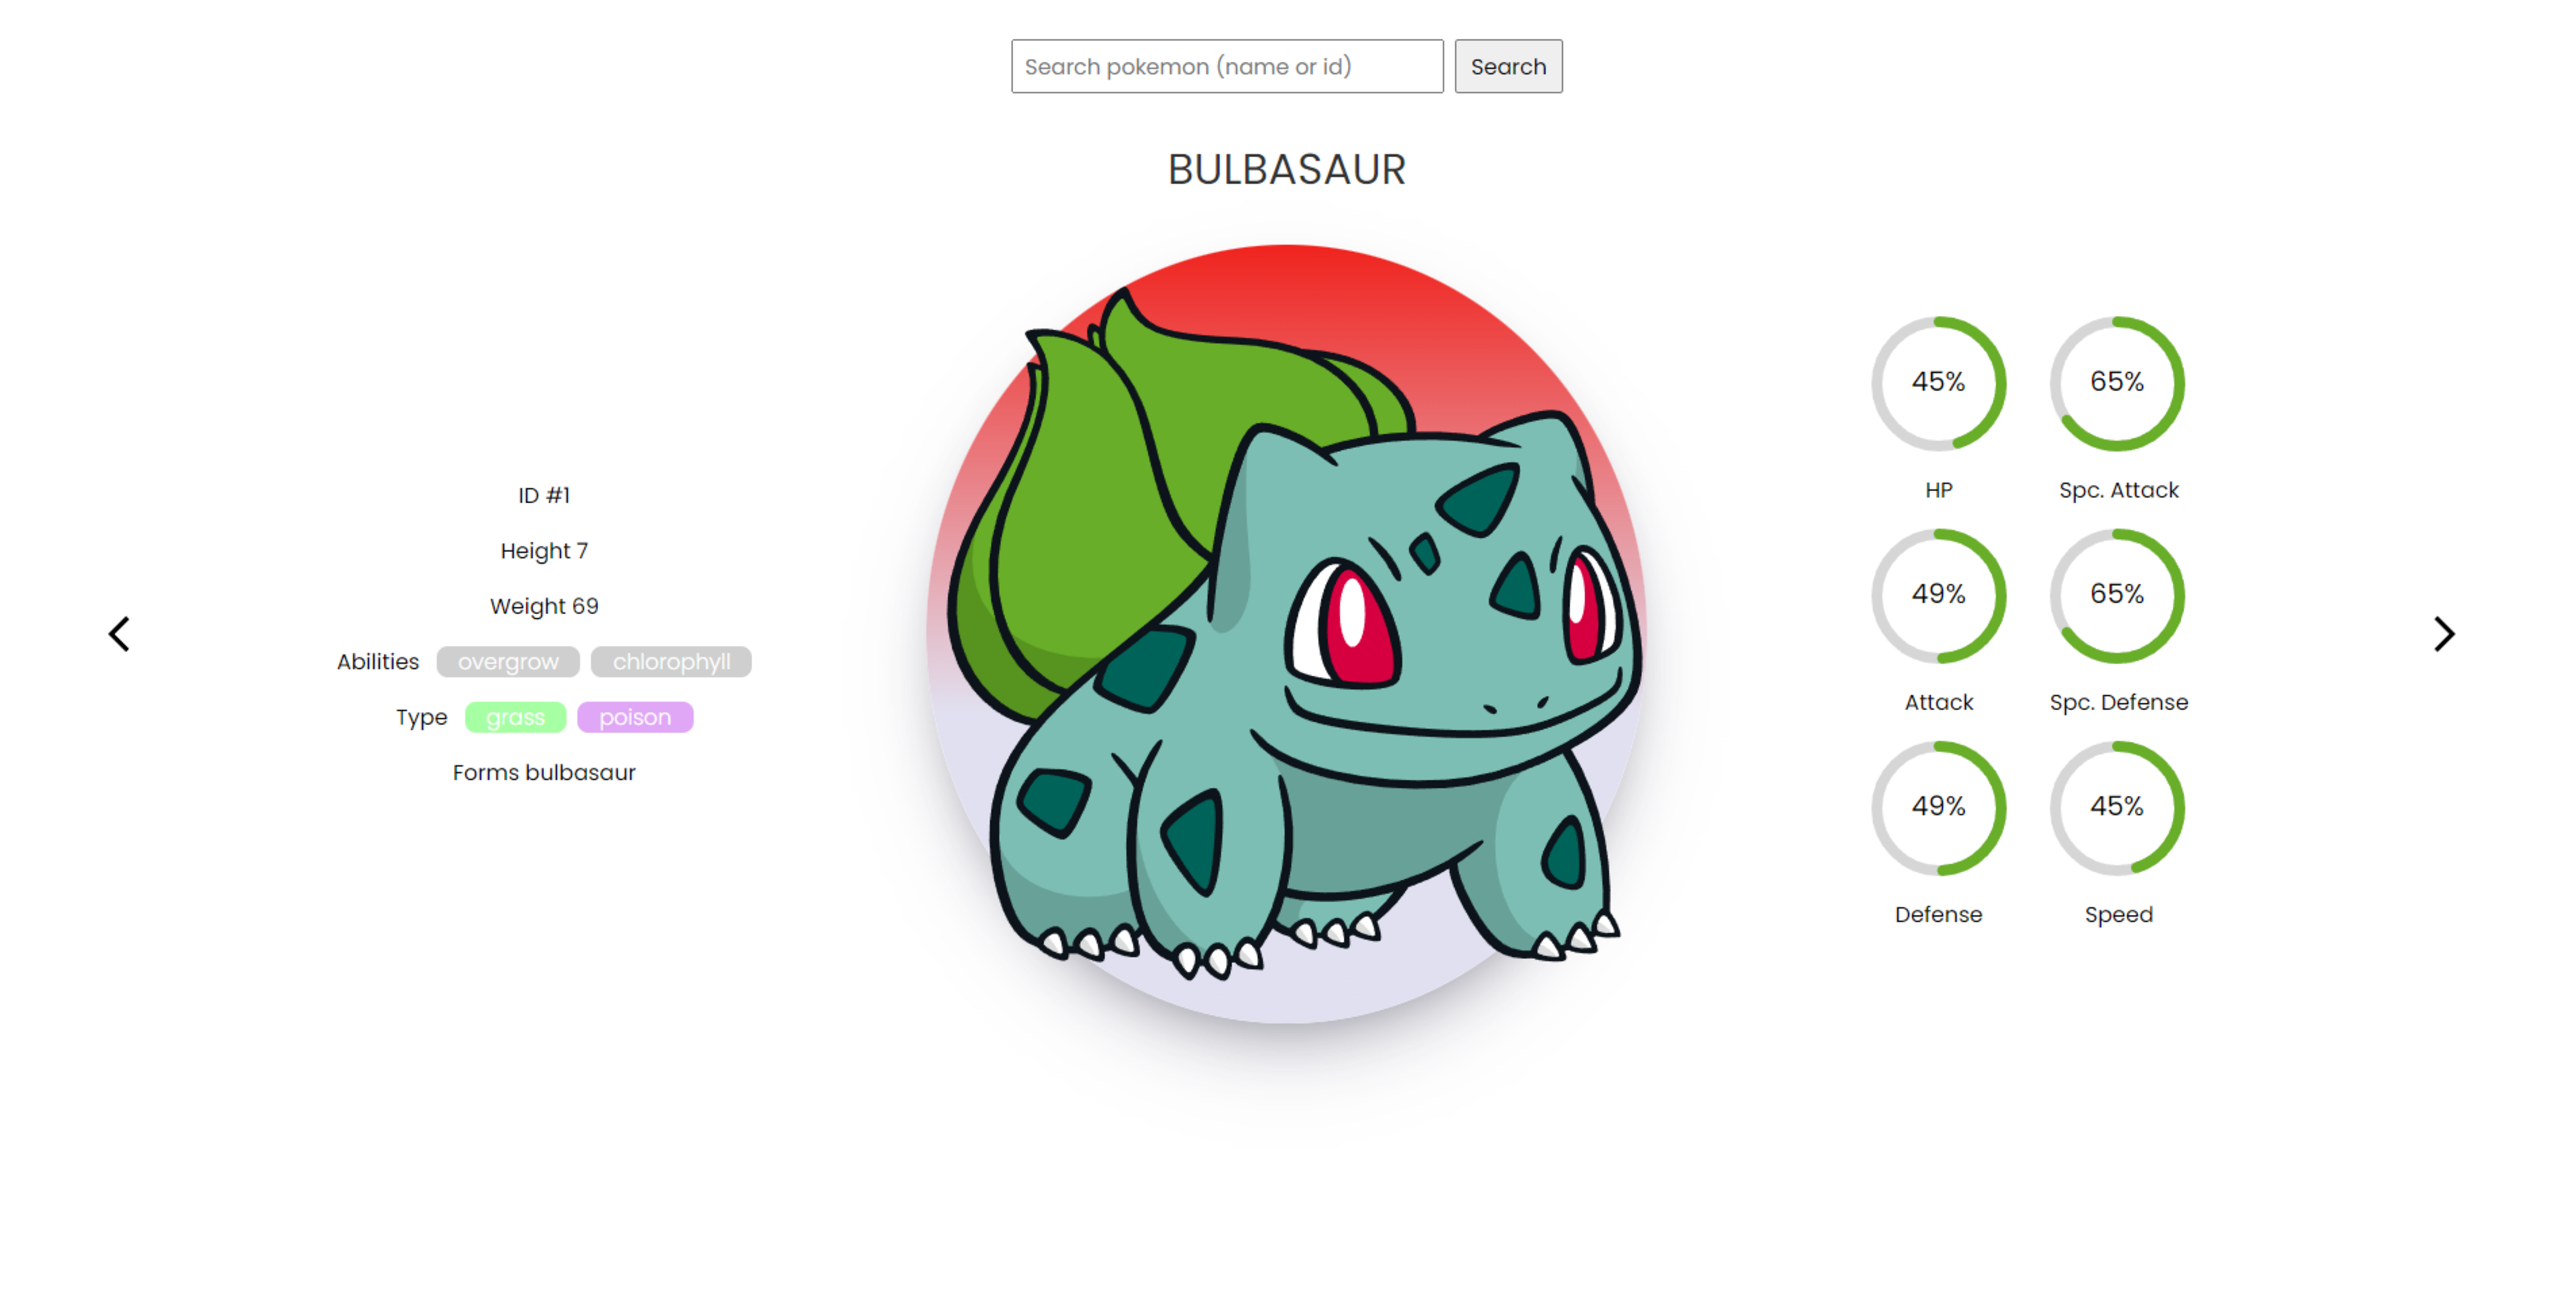 Search pokemon (name or id) Search
BULBASAUR
ID #1
Height 7
Weight 69
Abilities overgrow chlorophyll
Type grass poison
Forms bulbasaur
45% 65%
HP Spc. Attack
49% 65%
Attack Spc. Defense
49% 45%
Defense Speed